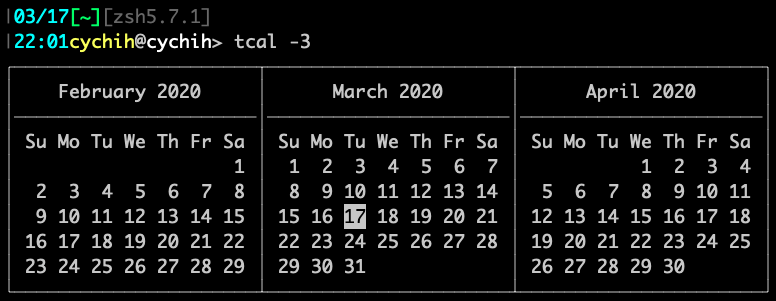 03/17[~][zsh5.7.1]
22:01cychih@cychih> tcal -3
February 2020 March 2020 April 2020
Su Mo Tu We Th Fr Sa Su Mo Tu We Th Fr Sa Su Mo Tu We Th Fr Sa
1 1 2 3 4 5 6 7 1 2 3 4
2 3 4 5 6 7 8 8 9 10 11 12 13 14 5 6 7 8 9 10 11
9 10 11 12 13 14 15 15 16 17 18 19 20 21 12 13 14 15 16 17 18
16 17 18 19 20 21 22 22 23 24 25 26 27 28 19 20 21 22 23 24 25
23 24 25 26 27 28 29 29 30 31 26 27 28 29 30